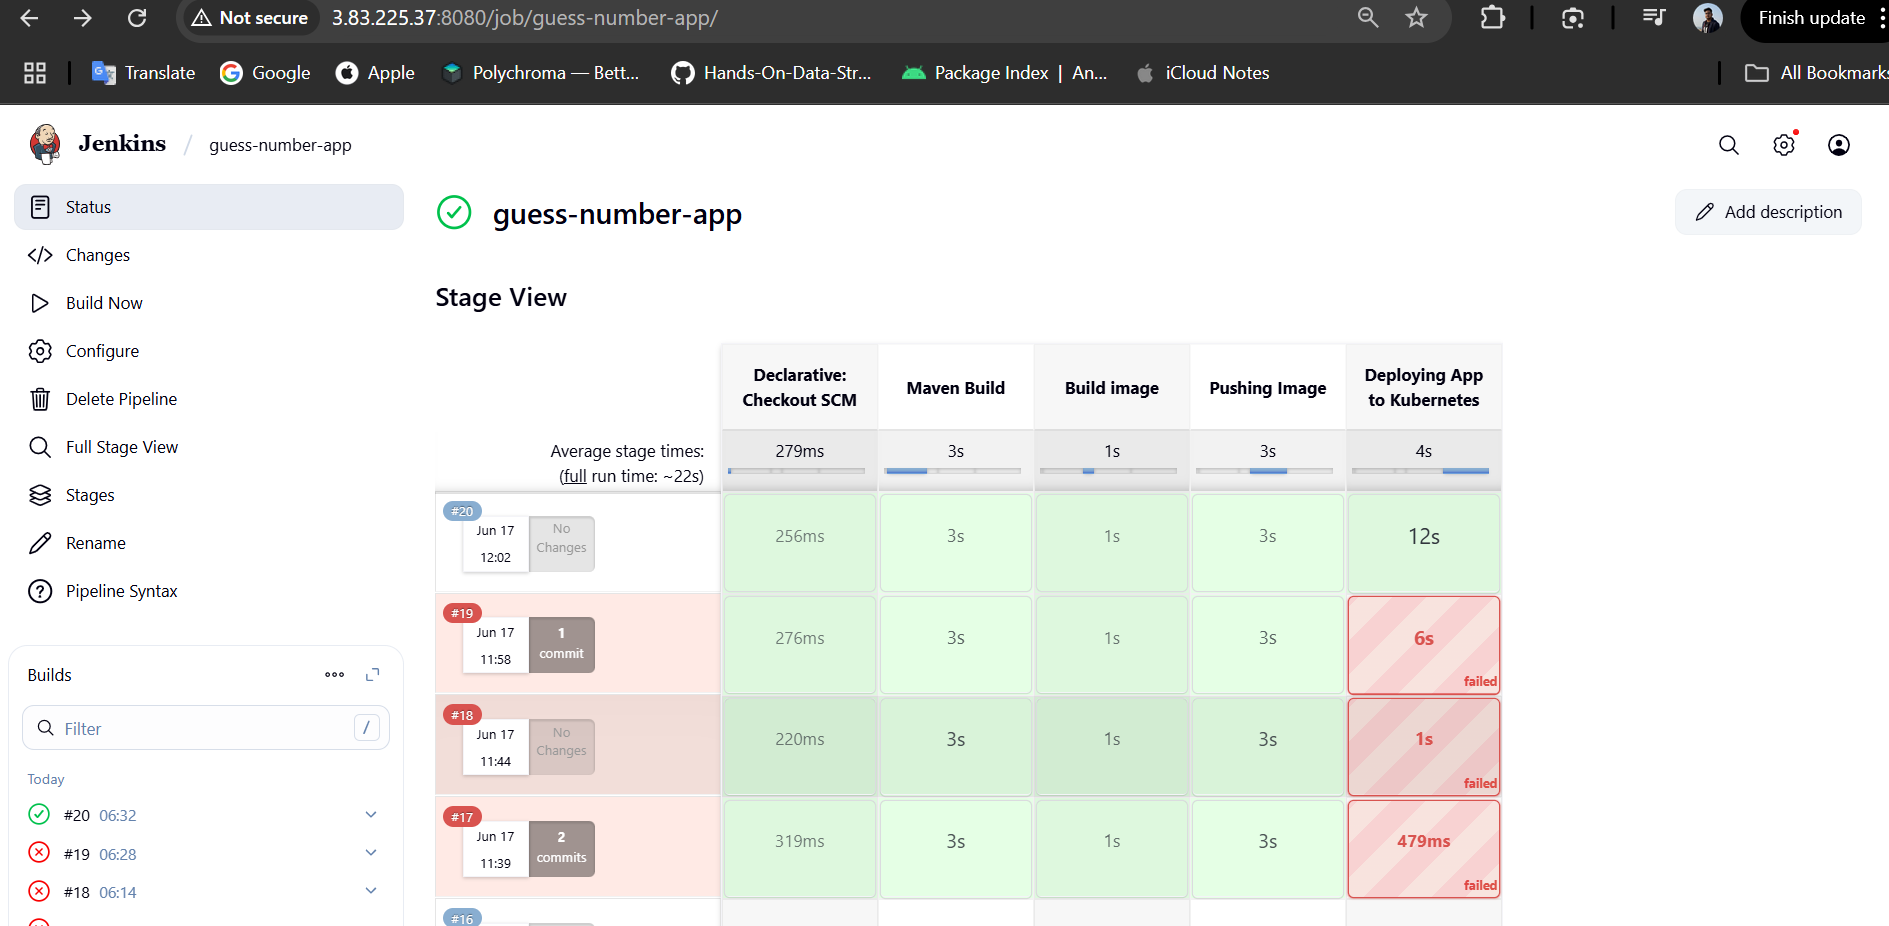 Not secure
3.83.225.37:8080/job/guess-number-app/
Finish update
Translate
Google
Apple
Polychroma — Bett...
Hands-On-Data-Str...
Package Index | An...
iCloud Notes
All Bookmarks
Jenkins / guess-number-app
Status
Changes
Build Now
Configure
Delete Pipeline
Full Stage View
Stages
Rename
Pipeline Syntax
Builds
Filter
/
Today
#20 06:32
#19 06:28
#18 06:14
guess-number-app
Add description
Stage View
Declarative:
Checkout SCM
Maven Build
Build image
Pushing Image
Deploying App
to Kubernetes
Average stage times:
(full run time: ~22s)
279ms
3s
1s
3s
4s
#20
Jun 17
12:02
No
Changes
256ms
3s
1s
3s
12s
#19
Jun 17
11:58
1
commit
276ms
3s
1s
3s
6s
failed
#18
Jun 17
11:44
No
Changes
220ms
3s
1s
3s
1s
failed
#17
Jun 17
11:39
2
commits
319ms
3s
1s
3s
479ms
failed
#16